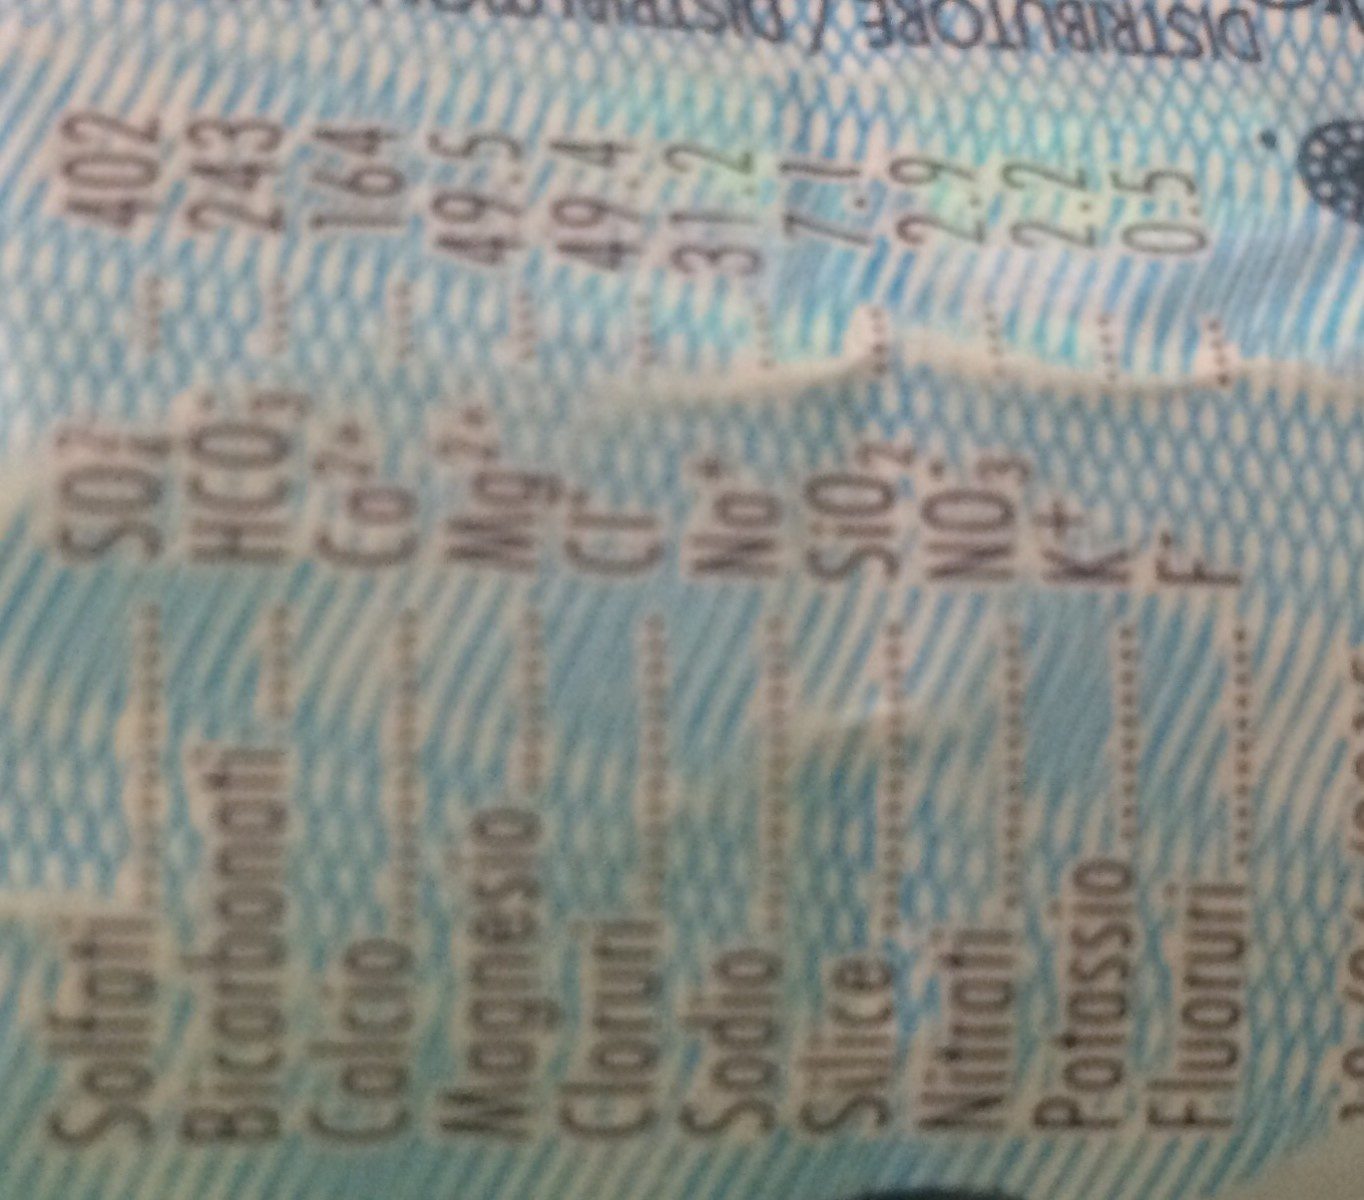 DISTRIBUTORE /
Solfati ........ SO₄²⁻ .... 402
Bicarbonati .... HCO₃⁻ .... 243
Calcio ........ Ca²⁺ .... 164
Magnesio ........ Mg²⁺ .... 49.5
Cloruri ........ Cl⁻ .... 49.4
Sodio ........ Na⁺ .... 31.2
Silice ........ SiO₂ .... 7.1
Nitrati ........ NO₃⁻ .... 2.9
Potassio ........ K⁺ .... 2.2
Fluoruri ........ F⁻ .... 0.5